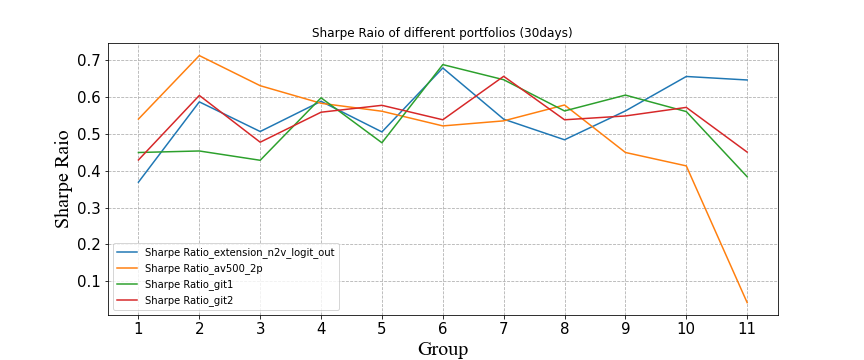 Sharpe Raio of different portfolios (30days)
Sharpe Raio
0.7
0.6
0.5
0.4
0.3
0.2
0.1
Sharpe Ratio_extension_n2v_logit_out
Sharpe Ratio_av500_2p
Sharpe Ratio_git1
Sharpe Ratio_git2
1 2 3 4 5 6 7 8 9 10 11
Group